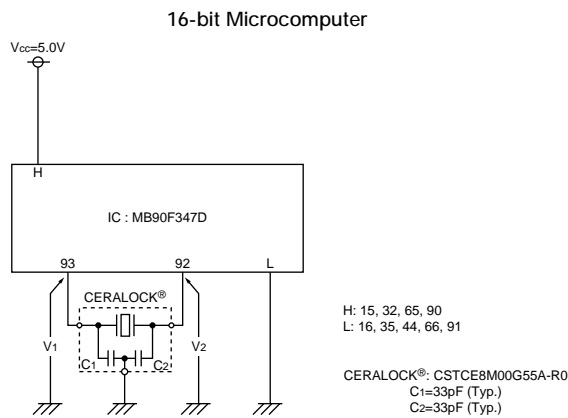 16-bit Microcomputer
Vcc=5.0V
H
IC : MB90F347D
93 92 L
CERALOCK®
V1 C1 C2 V2
H: 15, 32, 65, 90
L: 16, 35, 44, 66, 91
CERALOCK®: CSTCE8M00G55A-R0
C1=33pF (Typ.)
C2=33pF (Typ.)